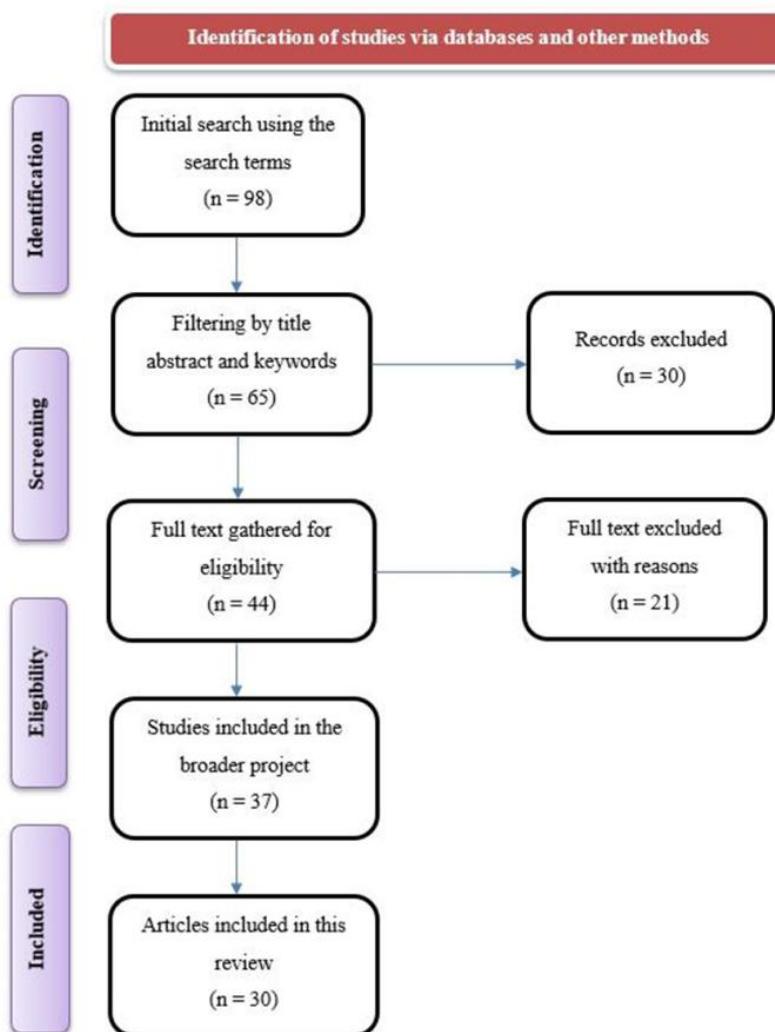 Identification of studies via databases and other methods
Identification
Initial search using the
search terms
(n = 98)
Screening
Filtering by title
abstract and keywords
(n = 65)
Records excluded
(n = 30)
Full text gathered for
eligibility
(n = 44)
Full text excluded
with reasons
(n = 21)
Eligibility
Studies included in the
broader project
(n = 37)
Included
Articles included in this
review
(n = 30)